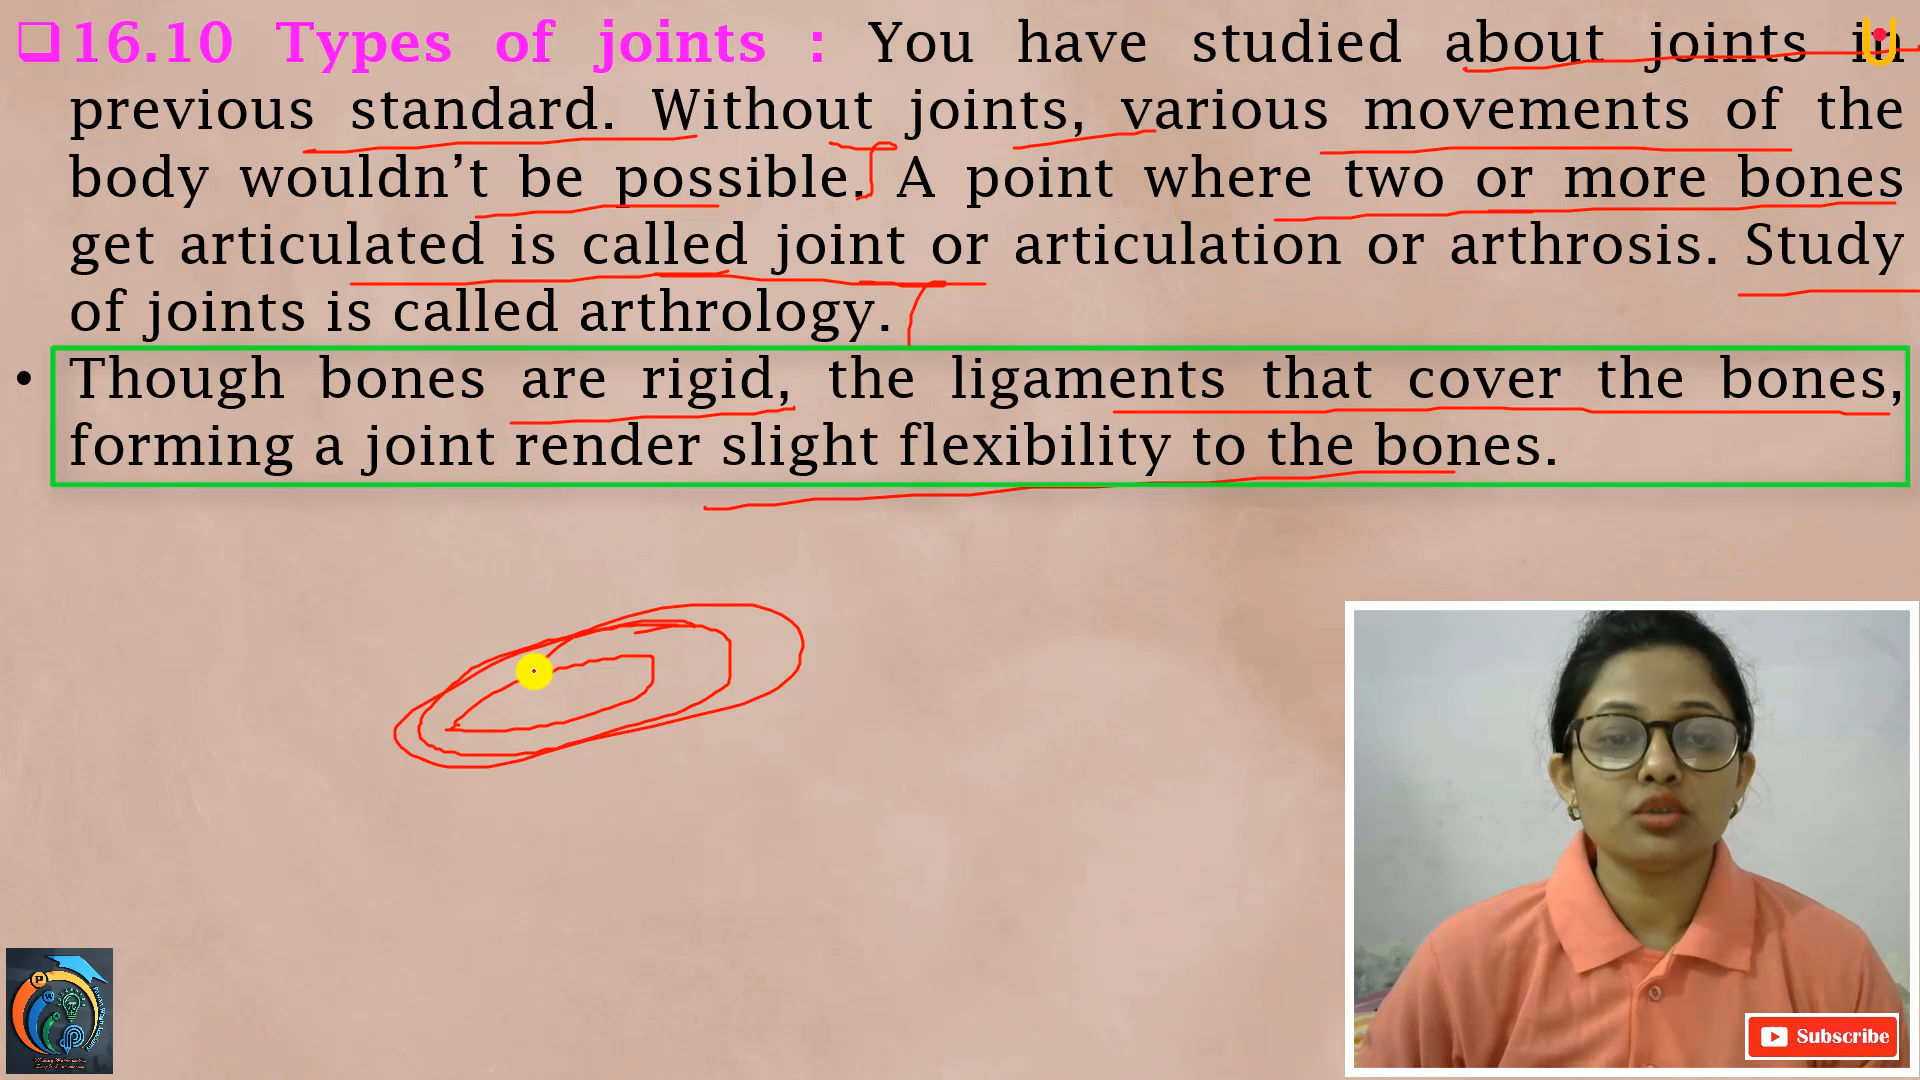 ❑16.10 Types of joints : You have studied about joints in
previous standard. Without joints, various movements of the
body wouldn’t be possible. A point where two or more bones
get articulated is called joint or articulation or arthrosis. Study
of joints is called arthrology.
• Though bones are rigid, the ligaments that cover the bones,
forming a joint render slight flexibility to the bones.
Subscribe